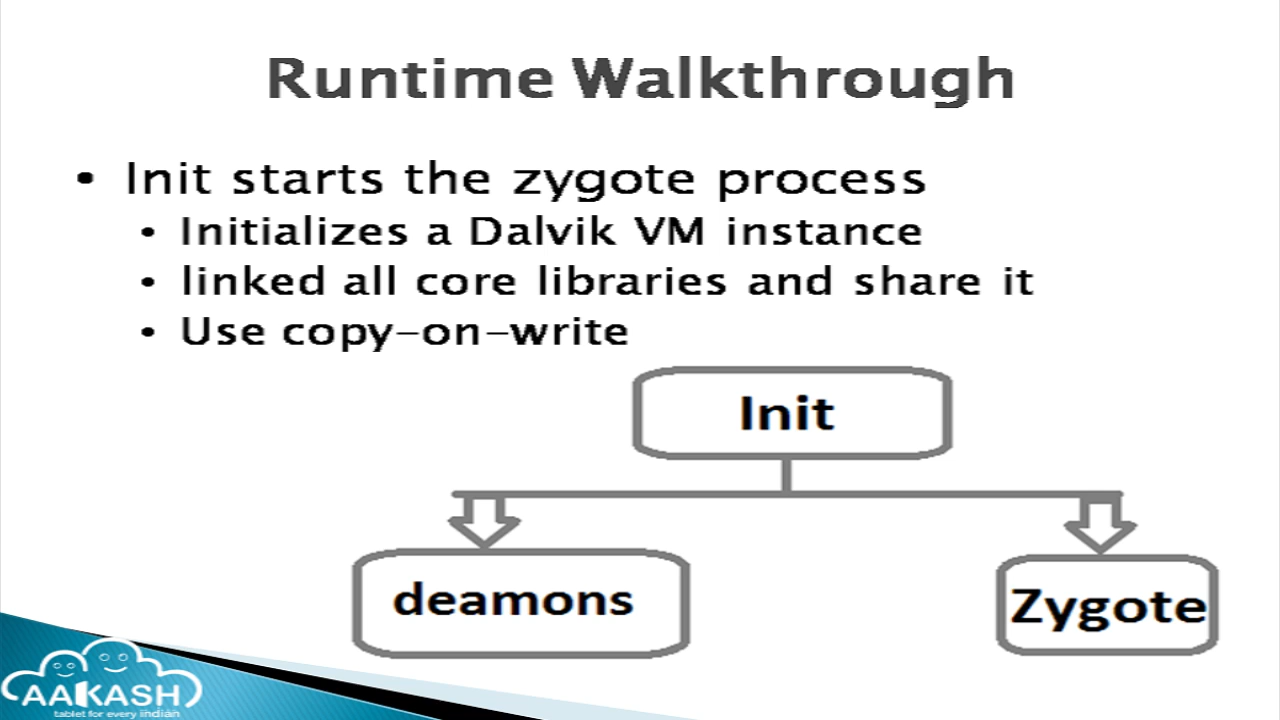 Runtime Walkthrough
• Init starts the zygote process
• Initializes a Dalvik VM instance
• linked all core libraries and share it
• Use copy-on-write
Init
deamons
Zygote
AAKASH
tablet for every indian